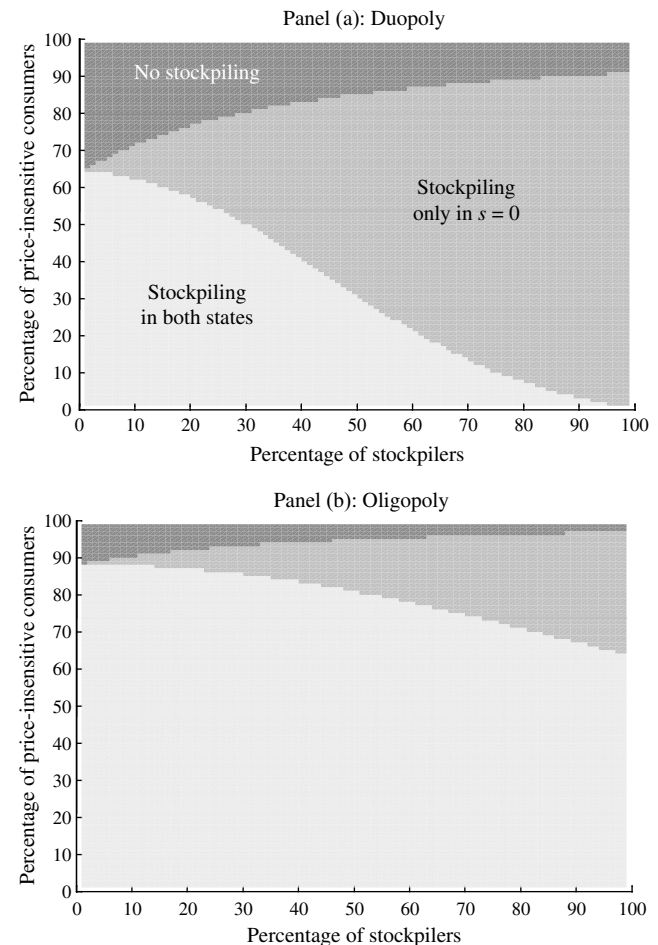 Panel (a): Duopoly
Percentage of price-insensitive consumers
100
90
80
70
60
50
40
30
20
10
0
No stockpiling
Stockpiling
only in s = 0
Stockpiling
in both states
0 10 20 30 40 50 60 70 80 90 100
Percentage of stockpilers
Panel (b): Oligopoly
Percentage of price-insensitive consumers
100
90
80
70
60
50
40
30
20
10
0
0 10 20 30 40 50 60 70 80 90 100
Percentage of stockpilers